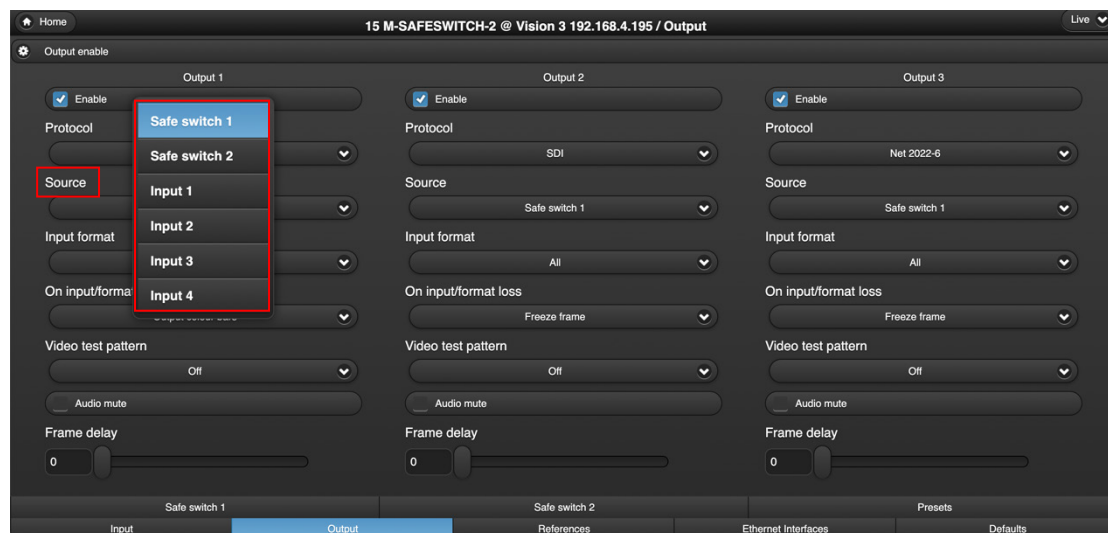 Home
15 M-SAFESWITCH-2 @ Vision 3 192.168.4.195 / Output
Live
Output enable
Output 1
Output 2
Output 3
Enable
Enable
Enable
Protocol
Protocol
Protocol
SDI
Net 2022-6
Source
Source
Source
Safe switch 1
Safe switch 1
Safe switch 1
Safe switch 2
Input 1
Input 2
Input 3
Input 4
Input format
Input format
Input format
All
All
On input/forma
On input/format loss
On input/format loss
Freeze frame
Freeze frame
Video test pattern
Video test pattern
Video test pattern
Off
Off
Off
Audio mute
Audio mute
Audio mute
Frame delay
Frame delay
Frame delay
0
0
0
Safe switch 1
Safe switch 2
Presets
Input
Output
References
Ethernet Interfaces
Defaults